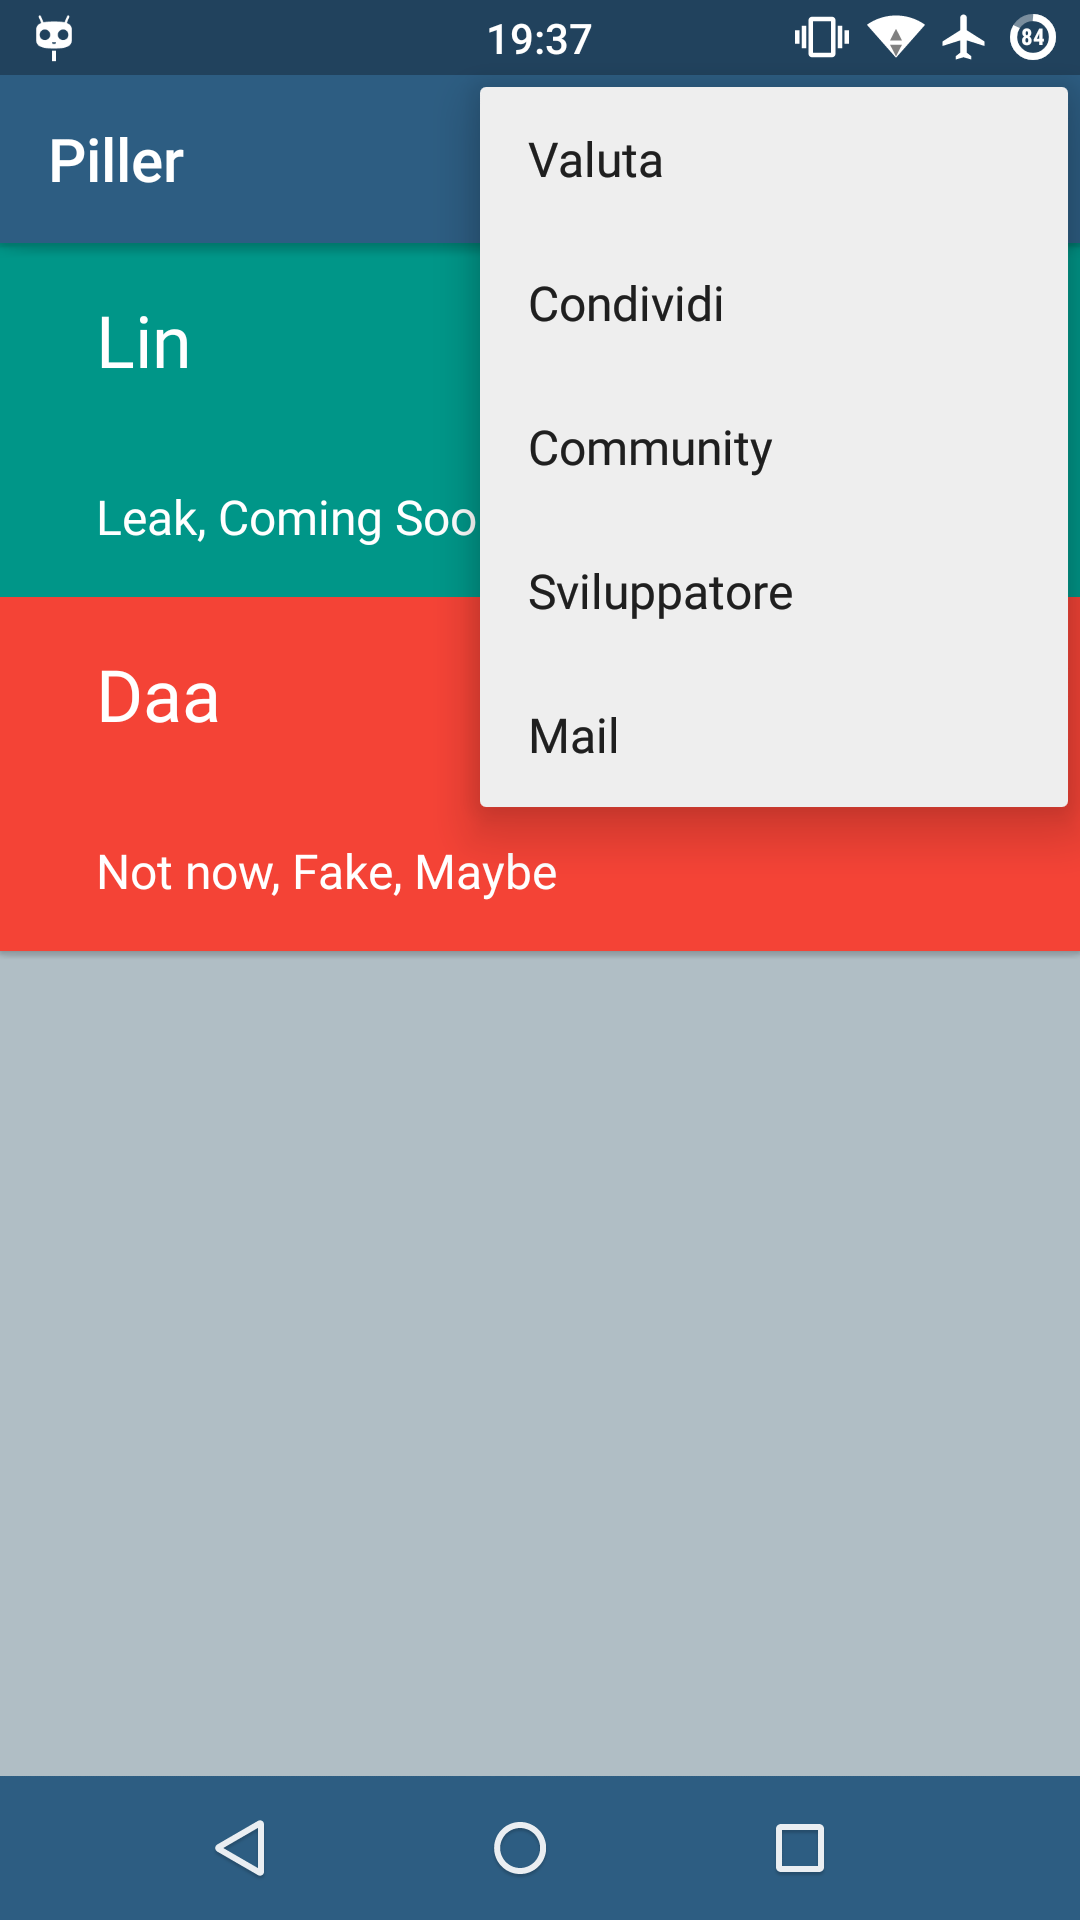 19:37
84
Piller
Valuta
Condividi
Community
Sviluppatore
Mail
Lin
Leak, Coming Soo
Daa
Not now, Fake, Maybe